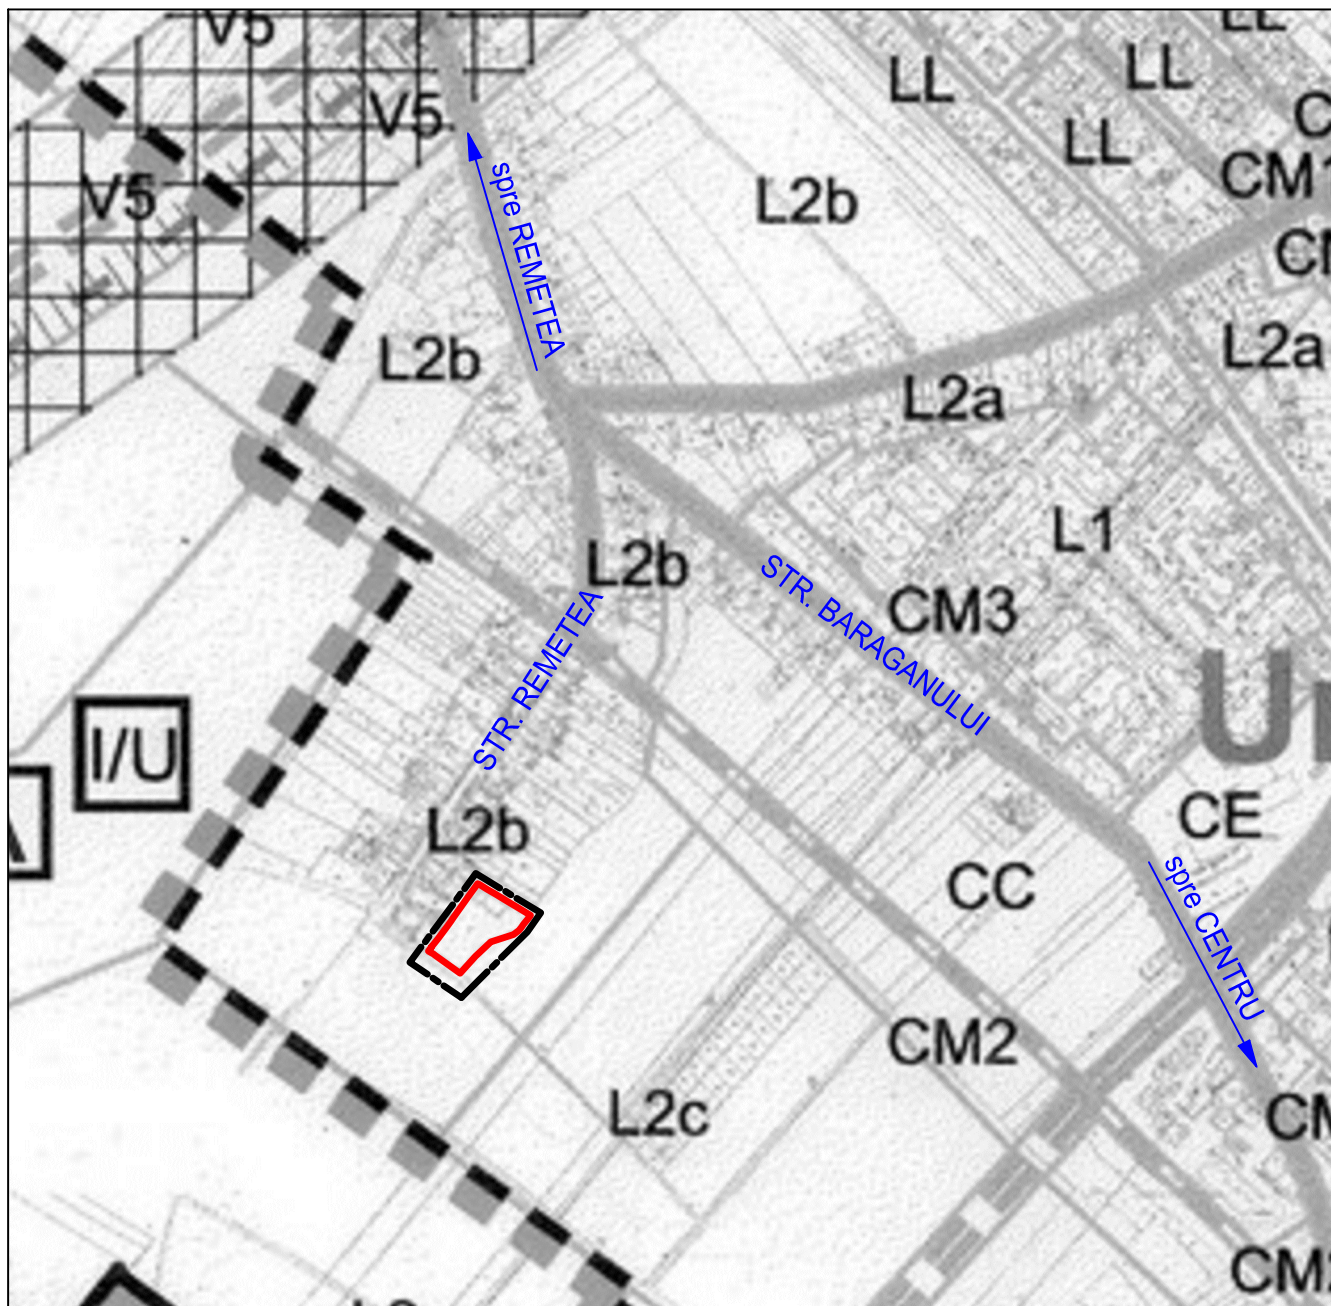 V5
LL
V5
LL
LL
V5
CM1
L2b
spre REMETEA
L2b
L2a
L2a
L1
L2b
STR. BARAGANULUI
CM3
STR. REMETEA
I/U
CE
L2b
CC
spre CENTRU
CM2
L2c